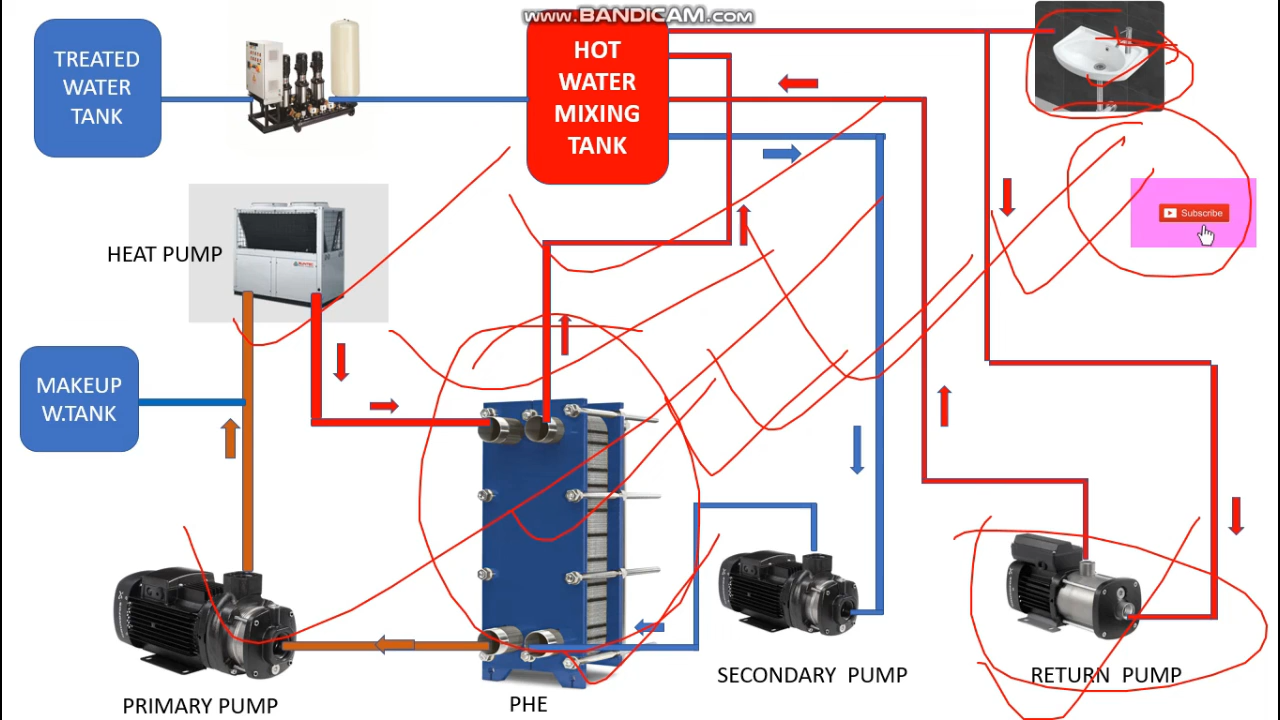 www.BANDICAM.com
TREATED
WATER
TANK
HOT
WATER
MIXING
TANK
Subscribe
HEAT PUMP
MAKEUP
W.TANK
SECONDARY PUMP
RETURN PUMP
PRIMARY PUMP
PHE